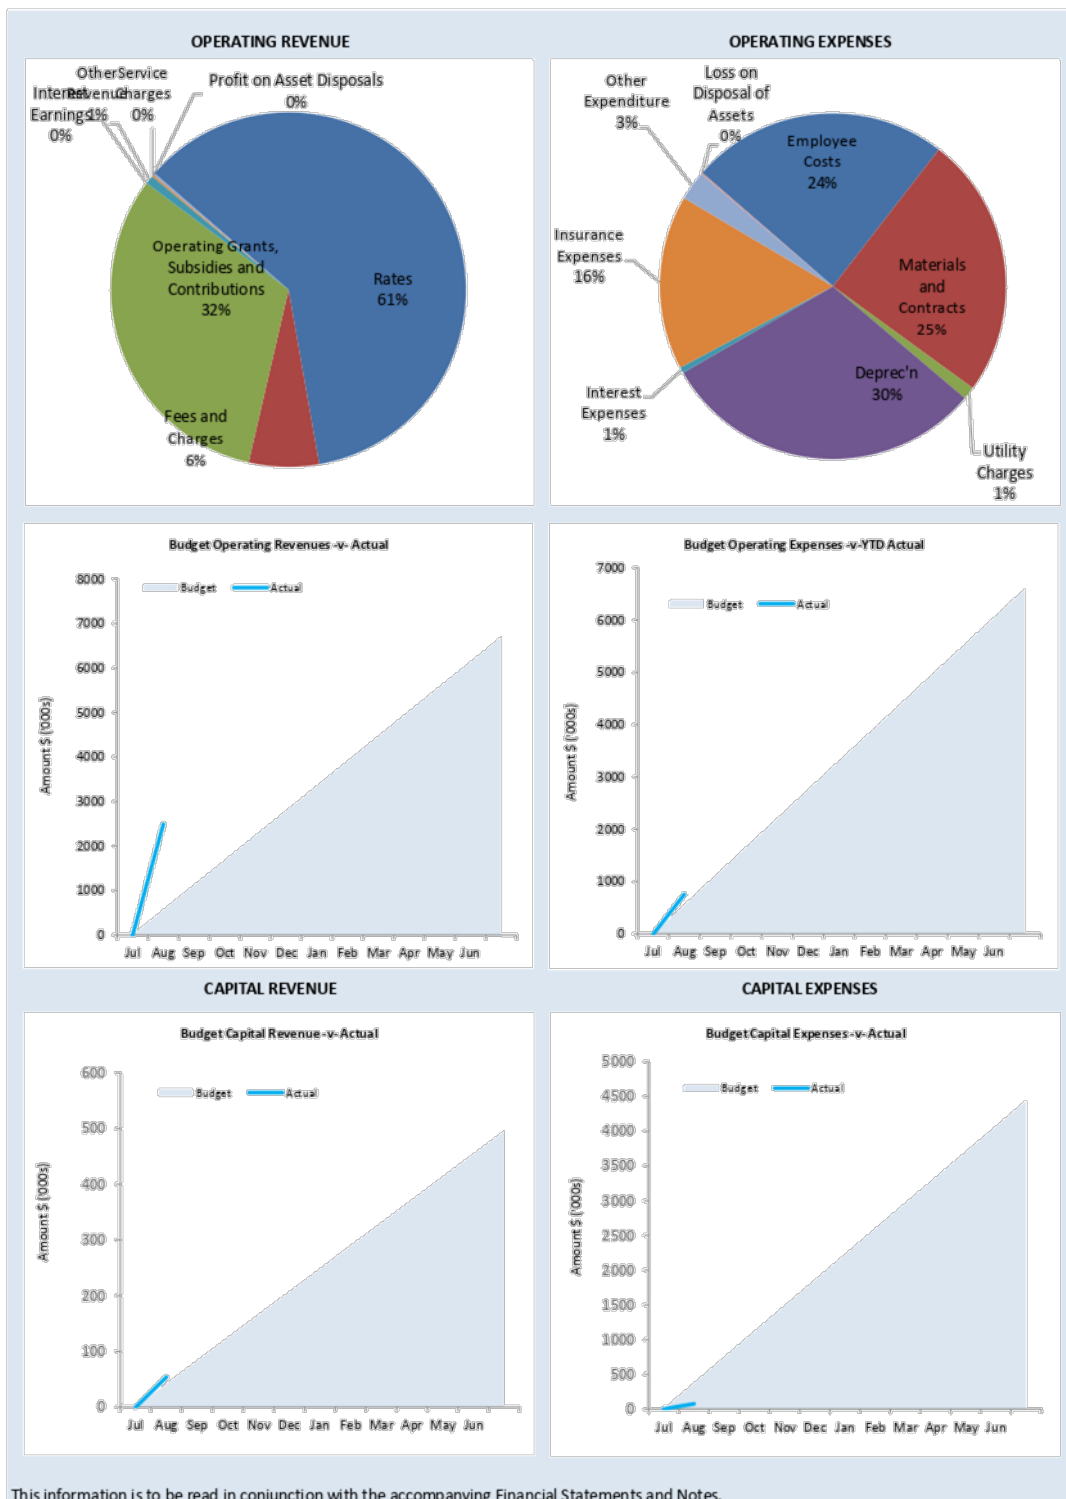 OPERATING REVENUE
OPERATING EXPENSES
Other
Revenue
1%
Service
Charges
0%
Interest
Earnings
0%
Profit on Asset Disposals
0%
Operating Grants,
Subsidies and
Contributions
32%
Rates
61%
Fees and
Charges
6%
Other
Expenditure
3%
Loss on
Disposal of
Assets
0%
Employee
Costs
24%
Insurance
Expenses
16%
Materials
and
Contracts
25%
Deprec'n
30%
Interest
Expenses
1%
Utility
Charges
1%
Budget Operating Revenues -v- Actual
Budget Actual
Amount $ ('000s)
8000
7000
6000
5000
4000
3000
2000
1000
0
Jul Aug Sep Oct Nov Dec Jan Feb Mar Apr May Jun
Budget Operating Expenses -v-YTD Actual
Budget Actual
Amount $ ('000s)
7000
6000
5000
4000
3000
2000
1000
0
Jul Aug Sep Oct Nov Dec Jan Feb Mar Apr May Jun
CAPITAL REVENUE
CAPITAL EXPENSES
Budget Capital Revenue -v- Actual
Budget Actual
Amount $ ('000s)
600
500
400
300
200
100
0
Jul Aug Sep Oct Nov Dec Jan Feb Mar Apr May Jun
Budget Capital Expenses -v- Actual
Budget Actual
Amount $ ('000s)
5000
4500
4000
3500
3000
2500
2000
1500
1000
500
0
Jul Aug Sep Oct Nov Dec Jan Feb Mar Apr May Jun
This information is to be read in conjunction with the accompanying Financial Statements and Notes.